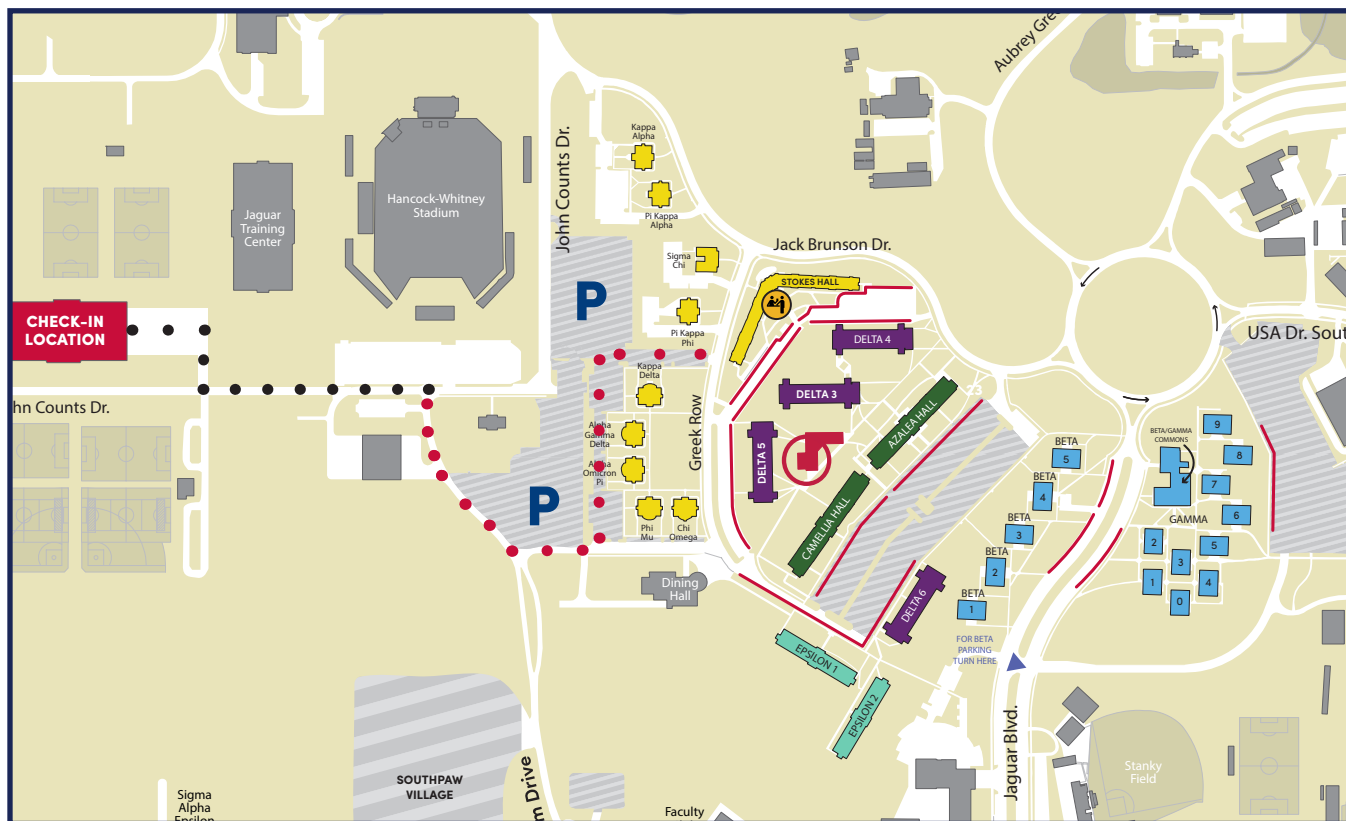 Aubrey Gre
John Counts Dr.
Kappa
Alpha
Pi Kappa
Alpha
Hancock-Whitney
Stadium
Jaguar
Training
Center
Jack Brunson Dr.
Sigma
Chi
STOKES HALL
P
CHECK-IN
LOCATION
Pi Kappa
Phi
USA Dr. Sout
DELTA 4
Kappa
Delta
DELTA 3
23
hn Counts Dr.
Greek Row
AZALEA HALL
Alpha
Gamma
Delta
Alpha
Omicron
Pi
DELTA 5
BETA/GAMMA
COMMONS
9
8
7
6
BETA
5
BETA
4
BETA
3
BETA
2
BETA
1
GAMMA
2
5
3
1
4
0
P
Phi
Mu
Chi
Omega
CAMELLIA HALL
Dining
Hall
DELTA 6
FOR BETA
PARKING
TURN HERE
EPSILON 1
EPSILON 2
Jaguar Blvd.
SOUTHPAW
VILLAGE
m Drive
Stanky
Field
Sigma
Alpha
Epsilon
Faculty